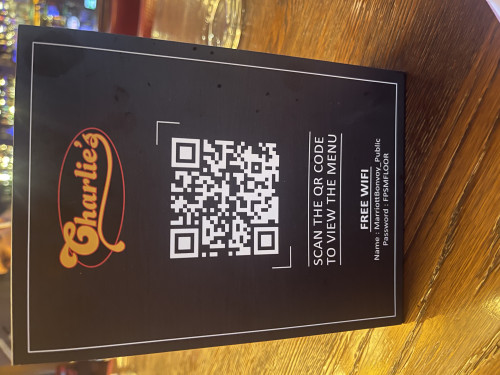 Charlie's
SCAN THE QR CODE
TO VIEW THE MENU
FREE WIFI
Name : MarriottBonvoy_Public
Password : FPSMFLOOR